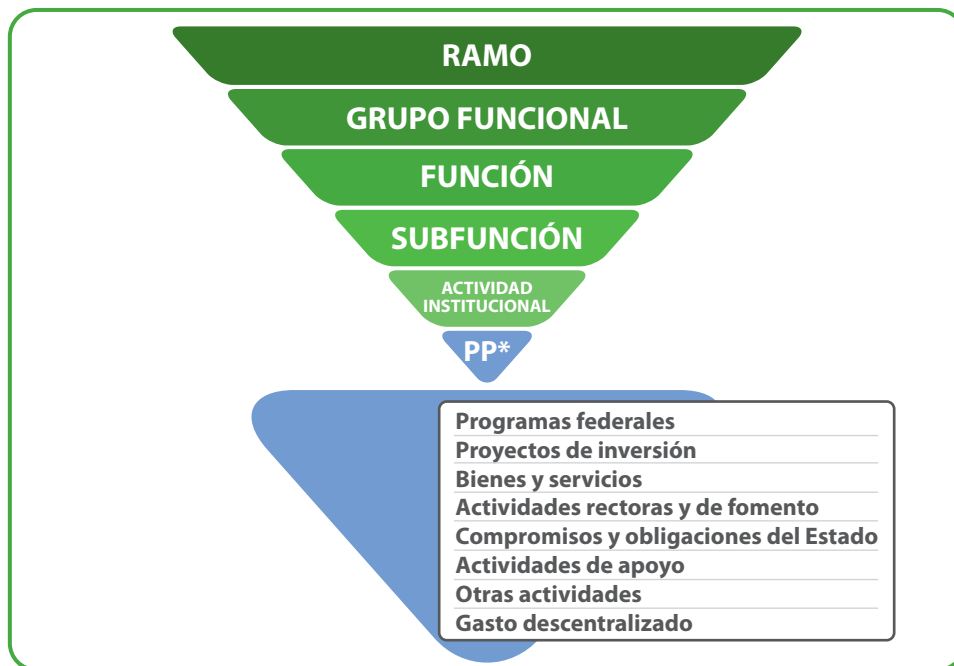 RAMO
GRUPO FUNCIONAL
FUNCIÓN
SUBFUNCIÓN
ACTIVIDAD
INSTITUCIONAL
PP*
Programas federales
Proyectos de inversión
Bienes y servicios
Actividades rectoras y de fomento
Compromisos y obligaciones del Estado
Actividades de apoyo
Otras actividades
Gasto descentralizado